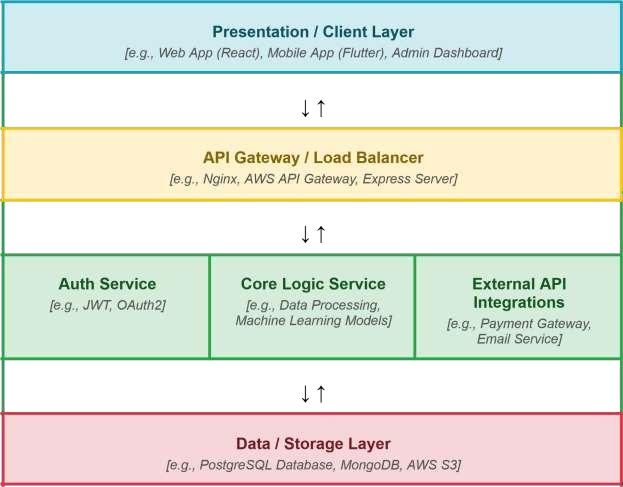 Presentation / Client Layer
[e.g., Web App (React), Mobile App (Flutter), Admin Dashboard]
↓↑
API Gateway / Load Balancer
[e.g., Nginx, AWS API Gateway, Express Server]
↓↑
Auth Service
[e.g., JWT, OAuth2]
Core Logic Service
[e.g., Data Processing,
Machine Learning Models]
External API
Integrations
[e.g., Payment Gateway,
Email Service]
↓↑
Data / Storage Layer
[e.g., PostgreSQL Database, MongoDB, AWS S3]